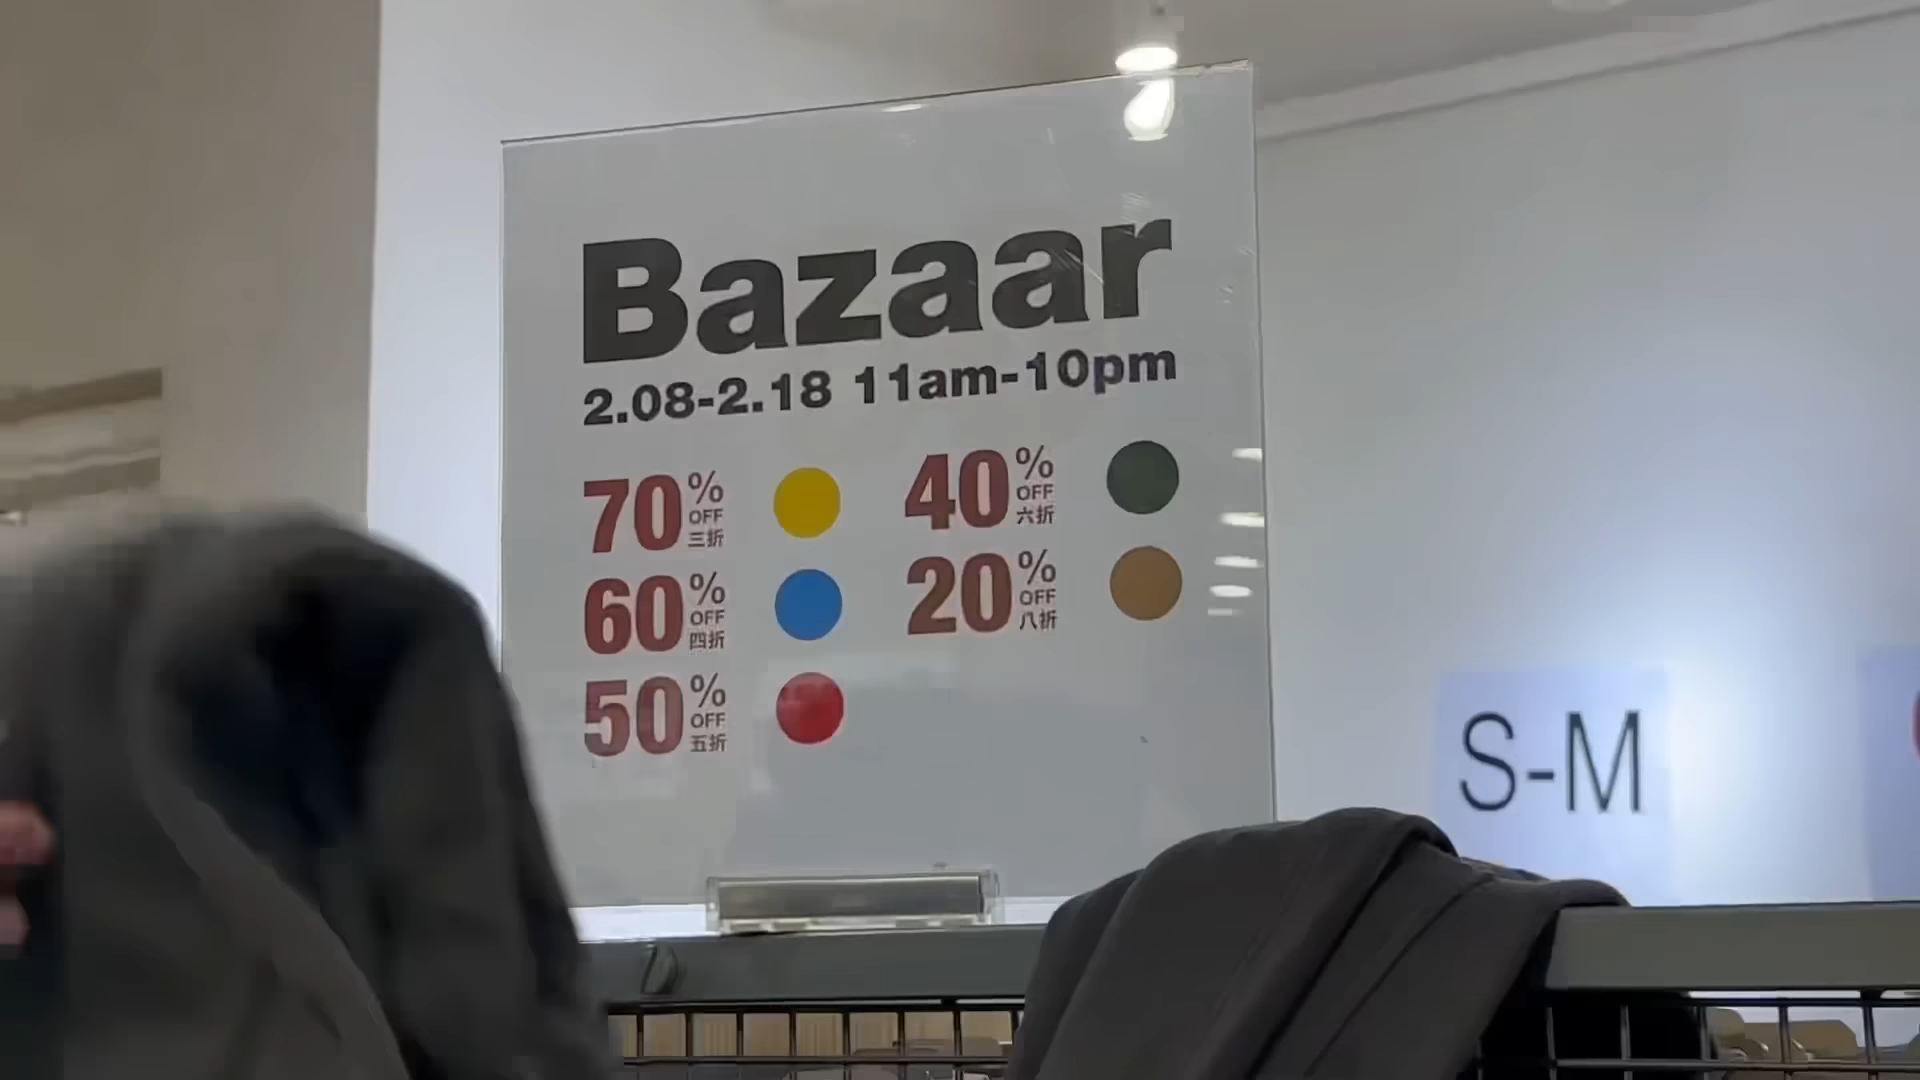 Bazaar
2.08-2.18 11am-10pm
70% OFF 三折
60% OFF 四折
50% OFF 五折
40% OFF 六折
20% OFF 八折
S-M